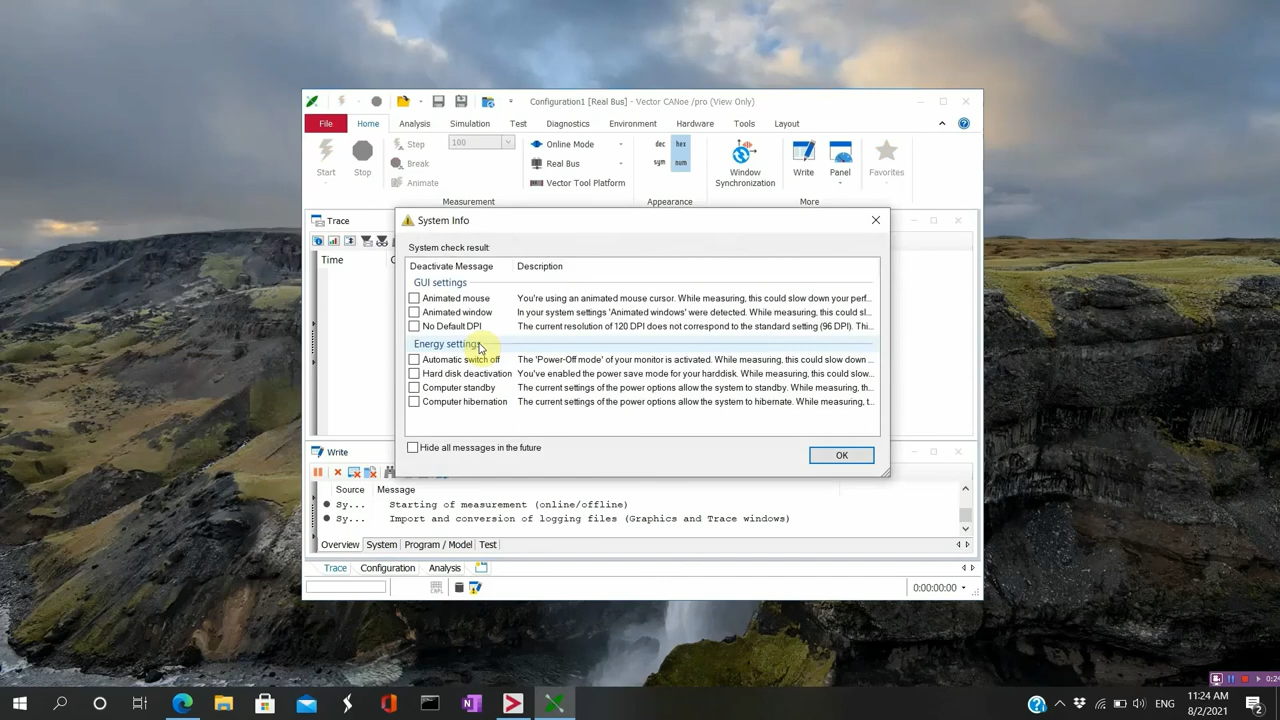 Configuration1 [Real Bus] - Vector CANoe /pro (View Only)
File Home Analysis Simulation Test Diagnostics Environment Hardware Tools Layout
Start
Stop
Step
Break
Animate
100
Online Mode
Real Bus
Vector Tool Platform
dec hex
sym num
Window
Synchronization
Write
Panel
Favorites
Measurement
Appearance
More
Trace
Time
System Info
System check result:
Deactivate Message Description
GUI settings
Animated mouse You're using an animated mouse cursor. While measuring, this could slow down your perf...
Animated window In your system settings 'Animated windows' were detected. While measuring, this could sl...
No Default DPI The current resolution of 120 DPI does not correspond to the standard setting (96 DPI). Thi...
Energy settings
Automatic switch off The 'Power-Off mode' of your monitor is activated. While measuring, this could slow down ...
Hard disk deactivation You've enabled the power save mode for your harddisk. While measuring, this could slow...
Computer standby The current settings of the power options allow the system to standby. While measuring, th...
Computer hibernation The current settings of the power options allow the system to hibernate. While measuring, t...
Hide all messages in the future
OK
Write
Source Message
Sy... Starting of measurement (online/offline)
Sy... Import and conversion of logging files (Graphics and Trace windows)
Overview System Program / Model Test
Trace Configuration Analysis
0:00:00:00
0:24
ENG
11:24 AM
8/2/2021
2